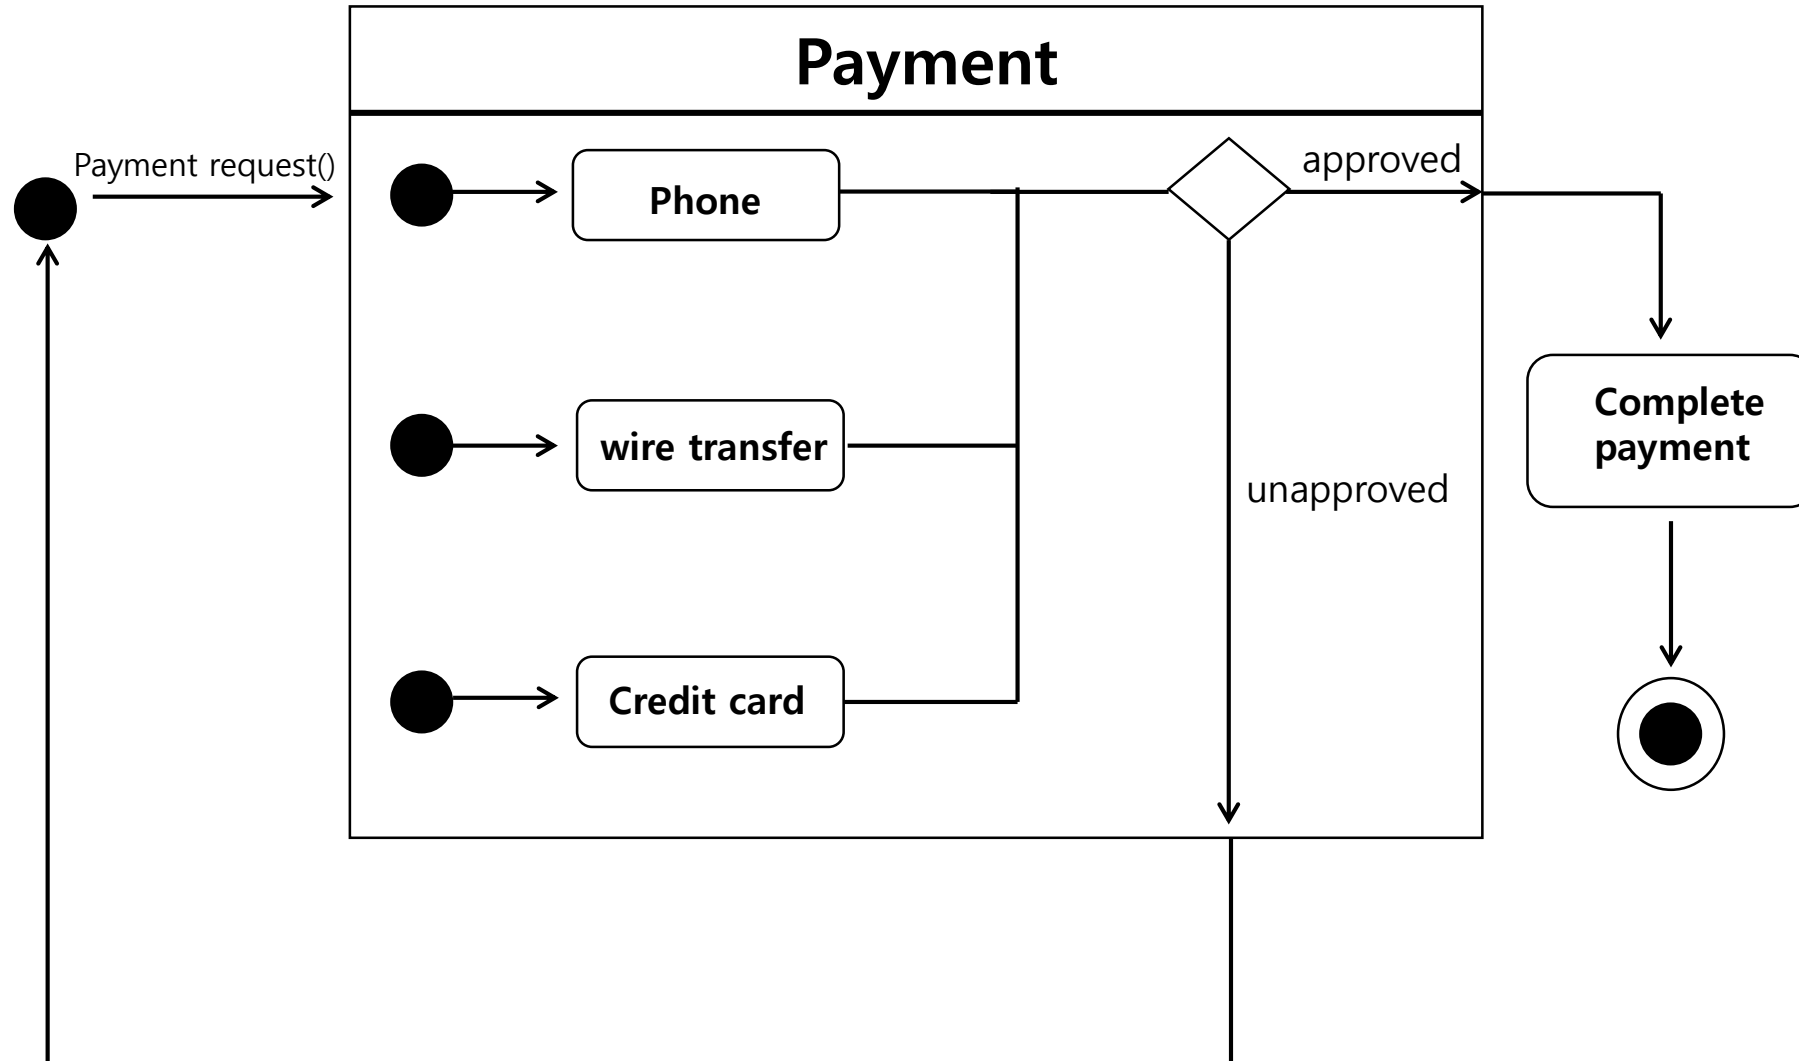 Payment
Payment request()
approved
Phone
Complete
payment
wire transfer
unapproved
Credit card